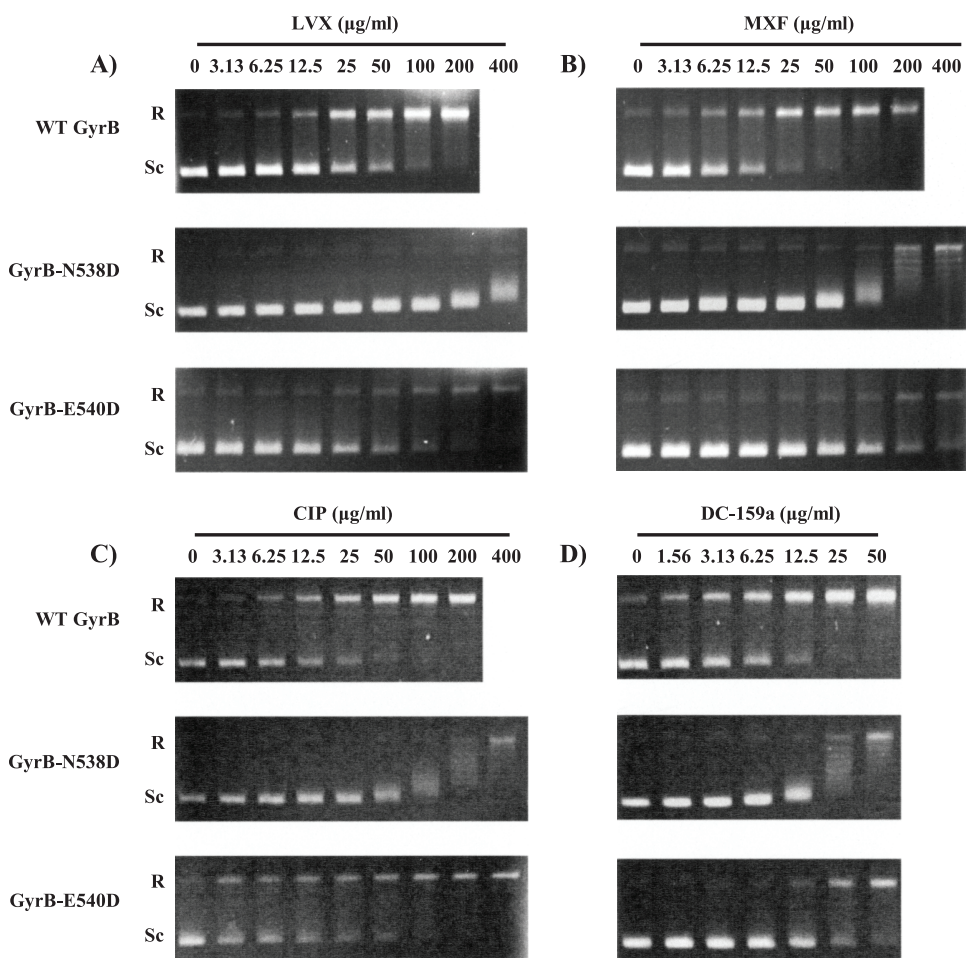 LVX (µg/ml)
A)
0 3.13 6.25 12.5 25 50 100 200 400
WT GyrB
R
Sc
GyrB-N538D
R
Sc
GyrB-E540D
R
Sc
MXF (µg/ml)
B)
0 3.13 6.25 12.5 25 50 100 200 400
CIP (µg/ml)
C)
0 3.13 6.25 12.5 25 50 100 200 400
WT GyrB
R
Sc
GyrB-N538D
R
Sc
GyrB-E540D
R
Sc
DC-159a (µg/ml)
D)
0 1.56 3.13 6.25 12.5 25 50